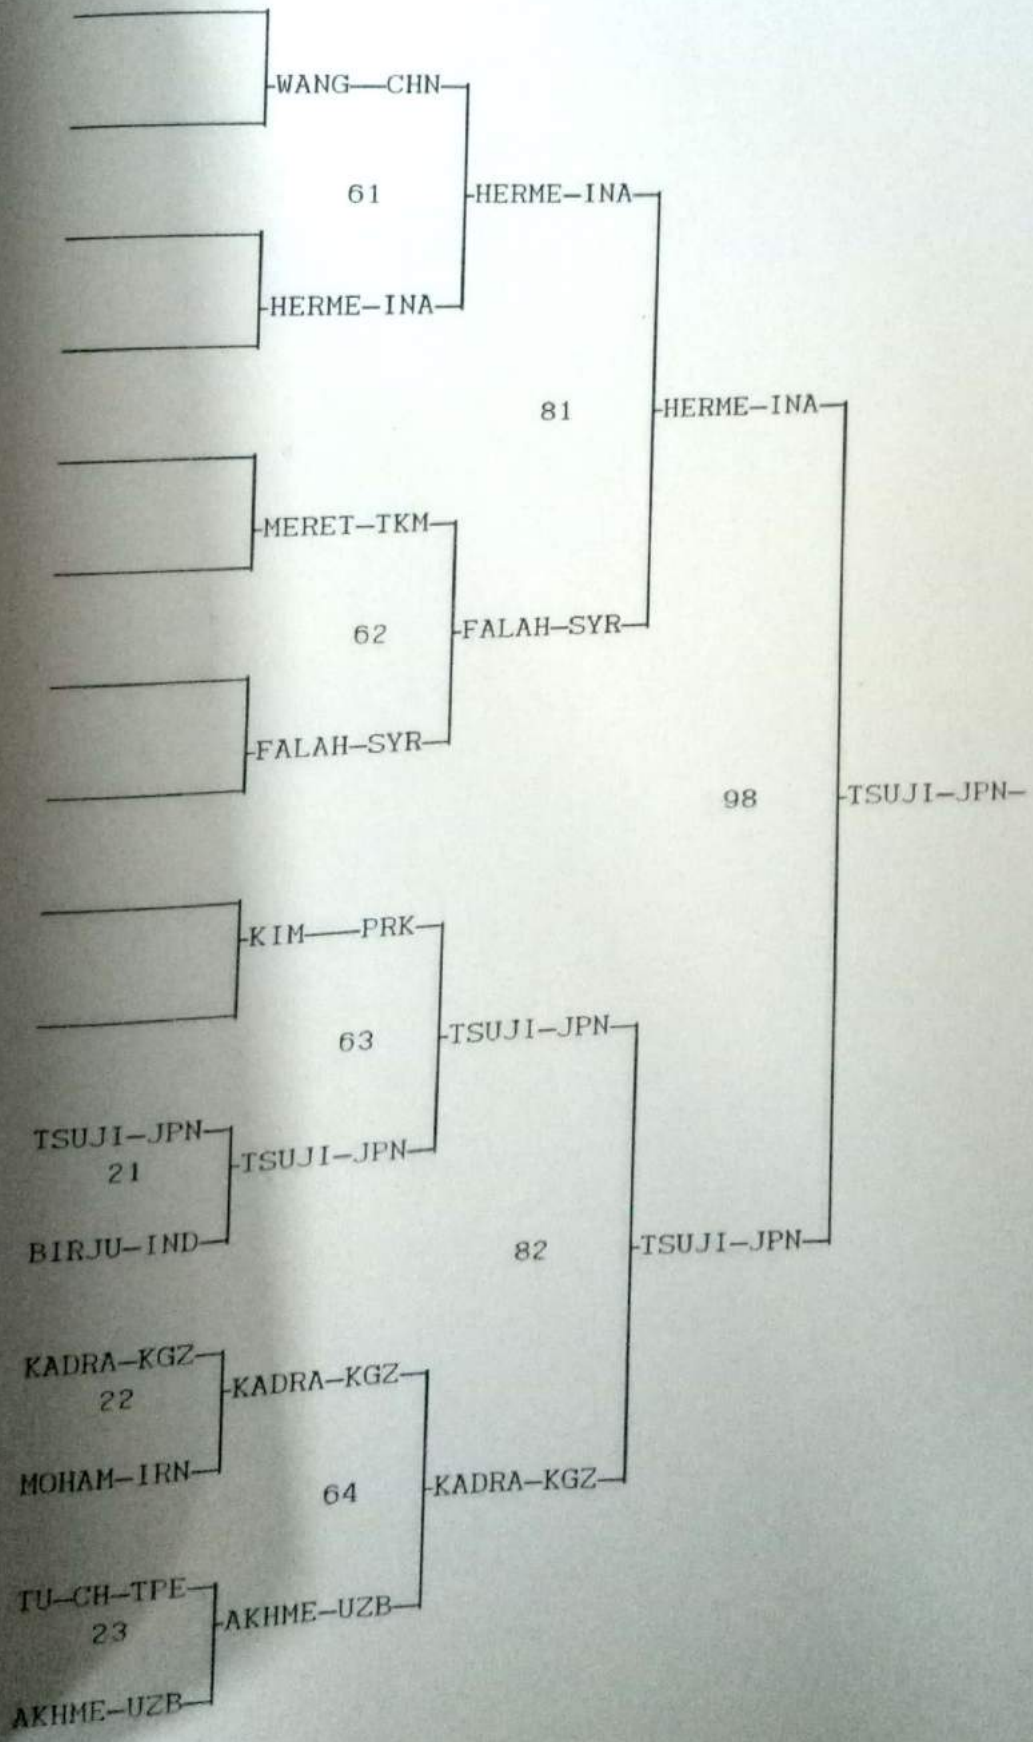 WANG—CHN
61
HERME-INA
HERME-INA
81
HERME-INA
MERET-TKM
62
FALAH-SYR
FALAH-SYR
98
TSUJI-JPN-
KIM—PRK
63
TSUJI-JPN
TSUJI-JPN
21
TSUJI-JPN
BIRJU-IND
82
TSUJI-JPN
KADRA-KGZ
22
KADRA-KGZ
MOHAM-IRN
64
KADRA-KGZ
TU-CH-TPE
23
AKHME-UZB
AKHME-UZB